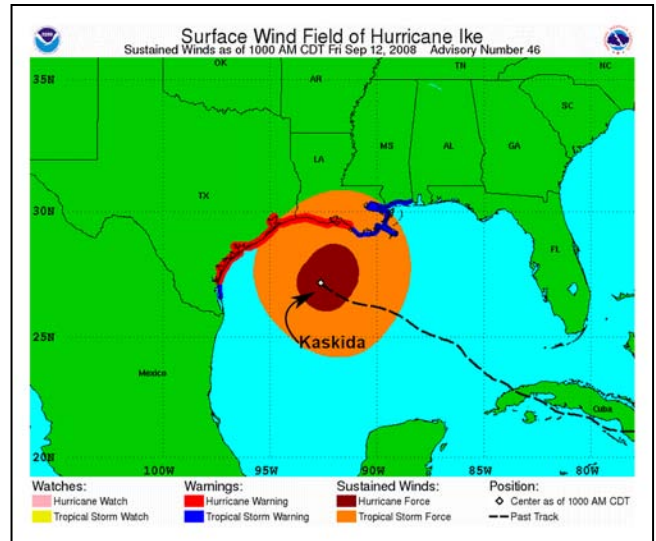 Surface Wind Field of Hurricane Ike
Sustained Winds as of 1000 AM CDT Fri Sep 12, 2008 Advisory Number 46
35N
OK
AR
TN
NC
SC
MS
AL
GA
LA
TX
30N
FL
25N
Kaskida
Mexico
Cuba
20N
100W 95W 90W 85W 80W
Watches: Warnings: Sustained Winds: Position:
Hurricane Watch Hurricane Warning Hurricane Force Center as of 1000 AM CDT
Tropical Storm Watch Tropical Storm Warning Tropical Storm Force Past Track